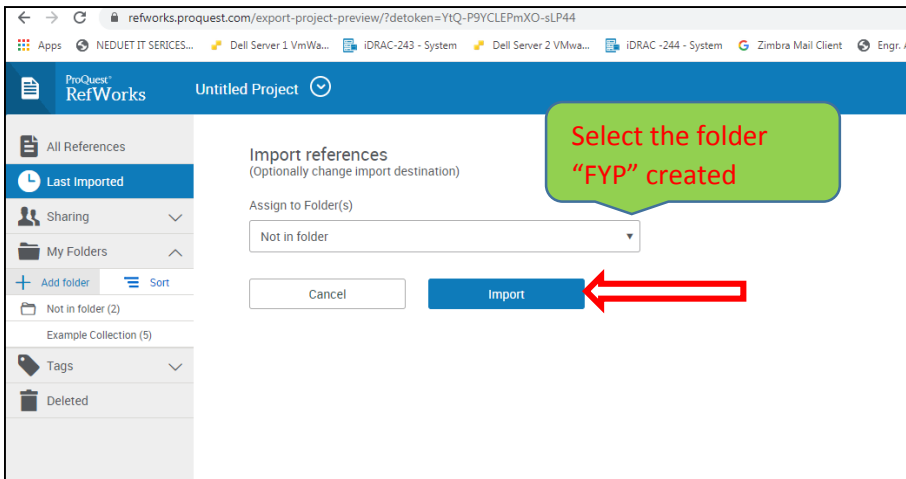 refworks.proquest.com/export-project-preview/?detoken=YtQ-P9YCLEPmXO-sLP44
Apps NEDUET IT SERICES... Dell Server 1 VmWa... iDRAC-243 - System Dell Server 2 VMwa... iDRAC -244 - System Zimbra Mail Client Engr. A
ProQuest
RefWorks
Untitled Project
All References
Last Imported
Sharing
My Folders
+ Add folder Sort
Not in folder (2)
Example Collection (5)
Tags
Deleted
Import references
(Optionally change import destination)
Assign to Folder(s)
Not in folder
Cancel Import
Select the folder
“FYP” created